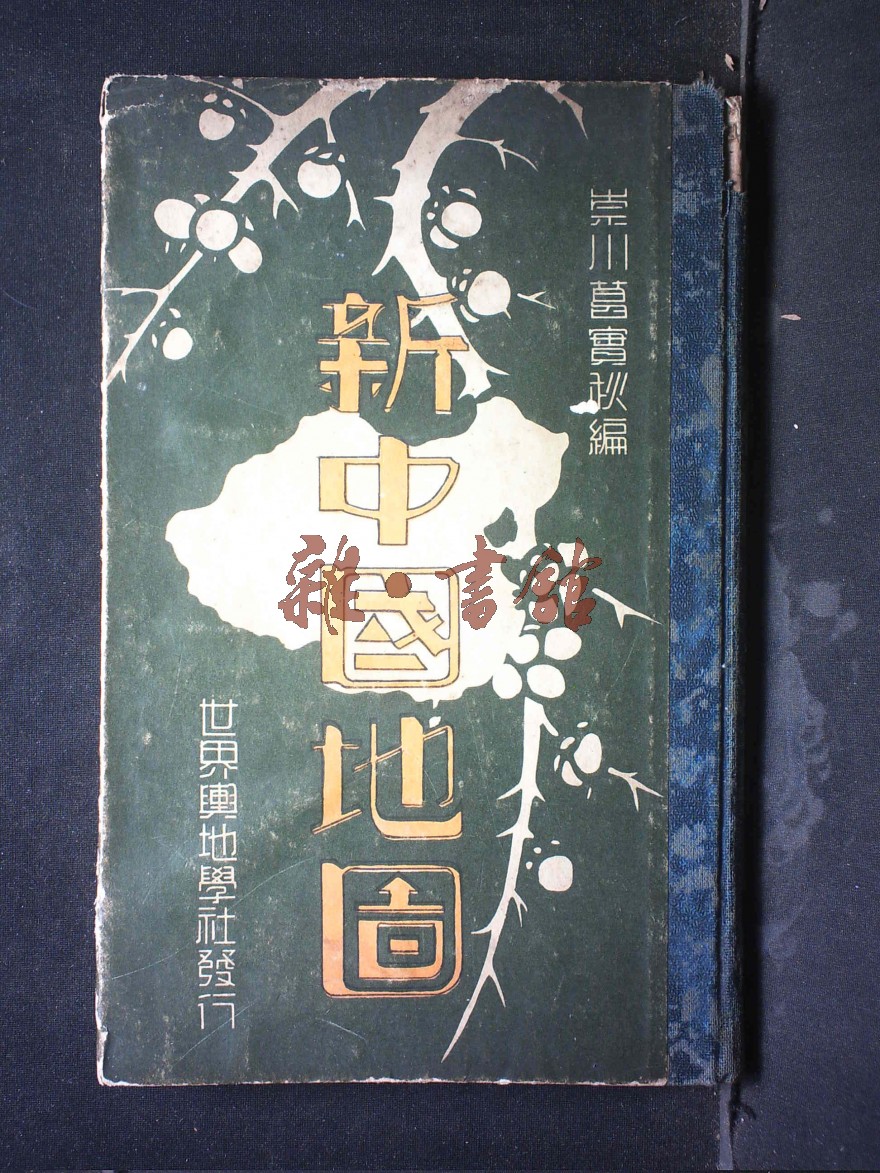 崇川葛實秋編
新中國地圖
世界輿地學社發行
雜·書館